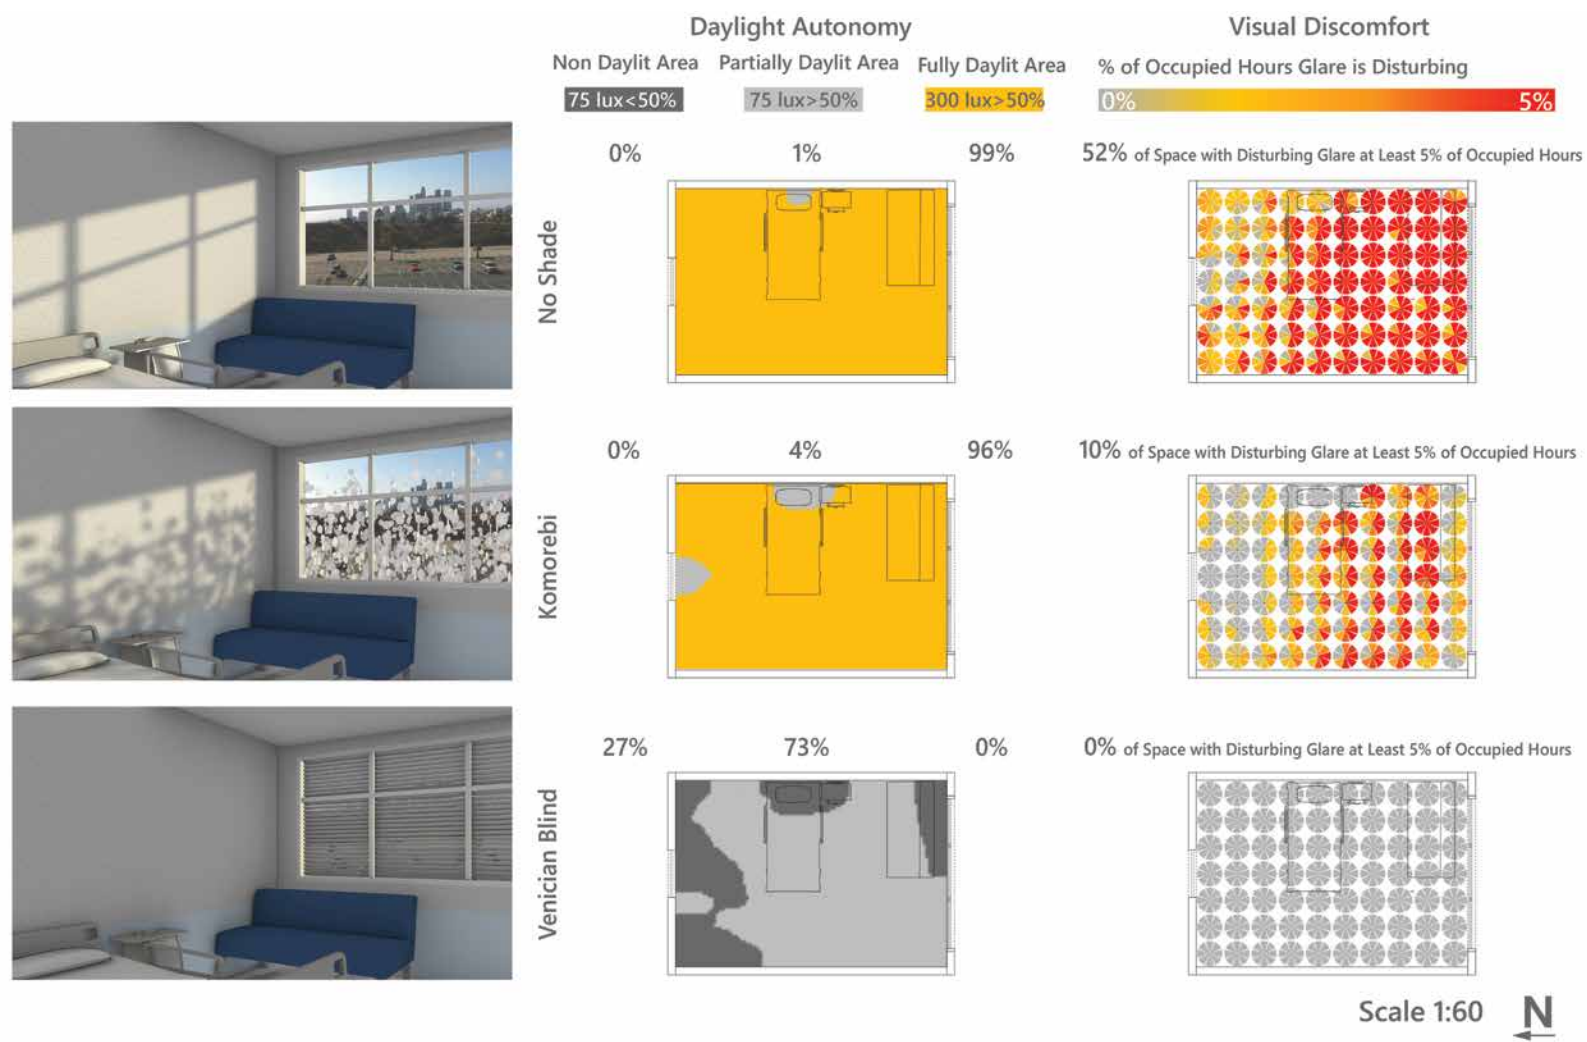 Daylight Autonomy
Visual Discomfort
Non Daylit Area
Partially Daylit Area
Fully Daylit Area
% of Occupied Hours Glare is Disturbing
75 lux<50%
75 lux>50%
300 lux>50%
0%
5%
No Shade
0%
1%
99%
52% of Space with Disturbing Glare at Least 5% of Occupied Hours
Komorebi
0%
4%
96%
10% of Space with Disturbing Glare at Least 5% of Occupied Hours
Venician Blind
27%
73%
0%
0% of Space with Disturbing Glare at Least 5% of Occupied Hours
Scale 1:60
N